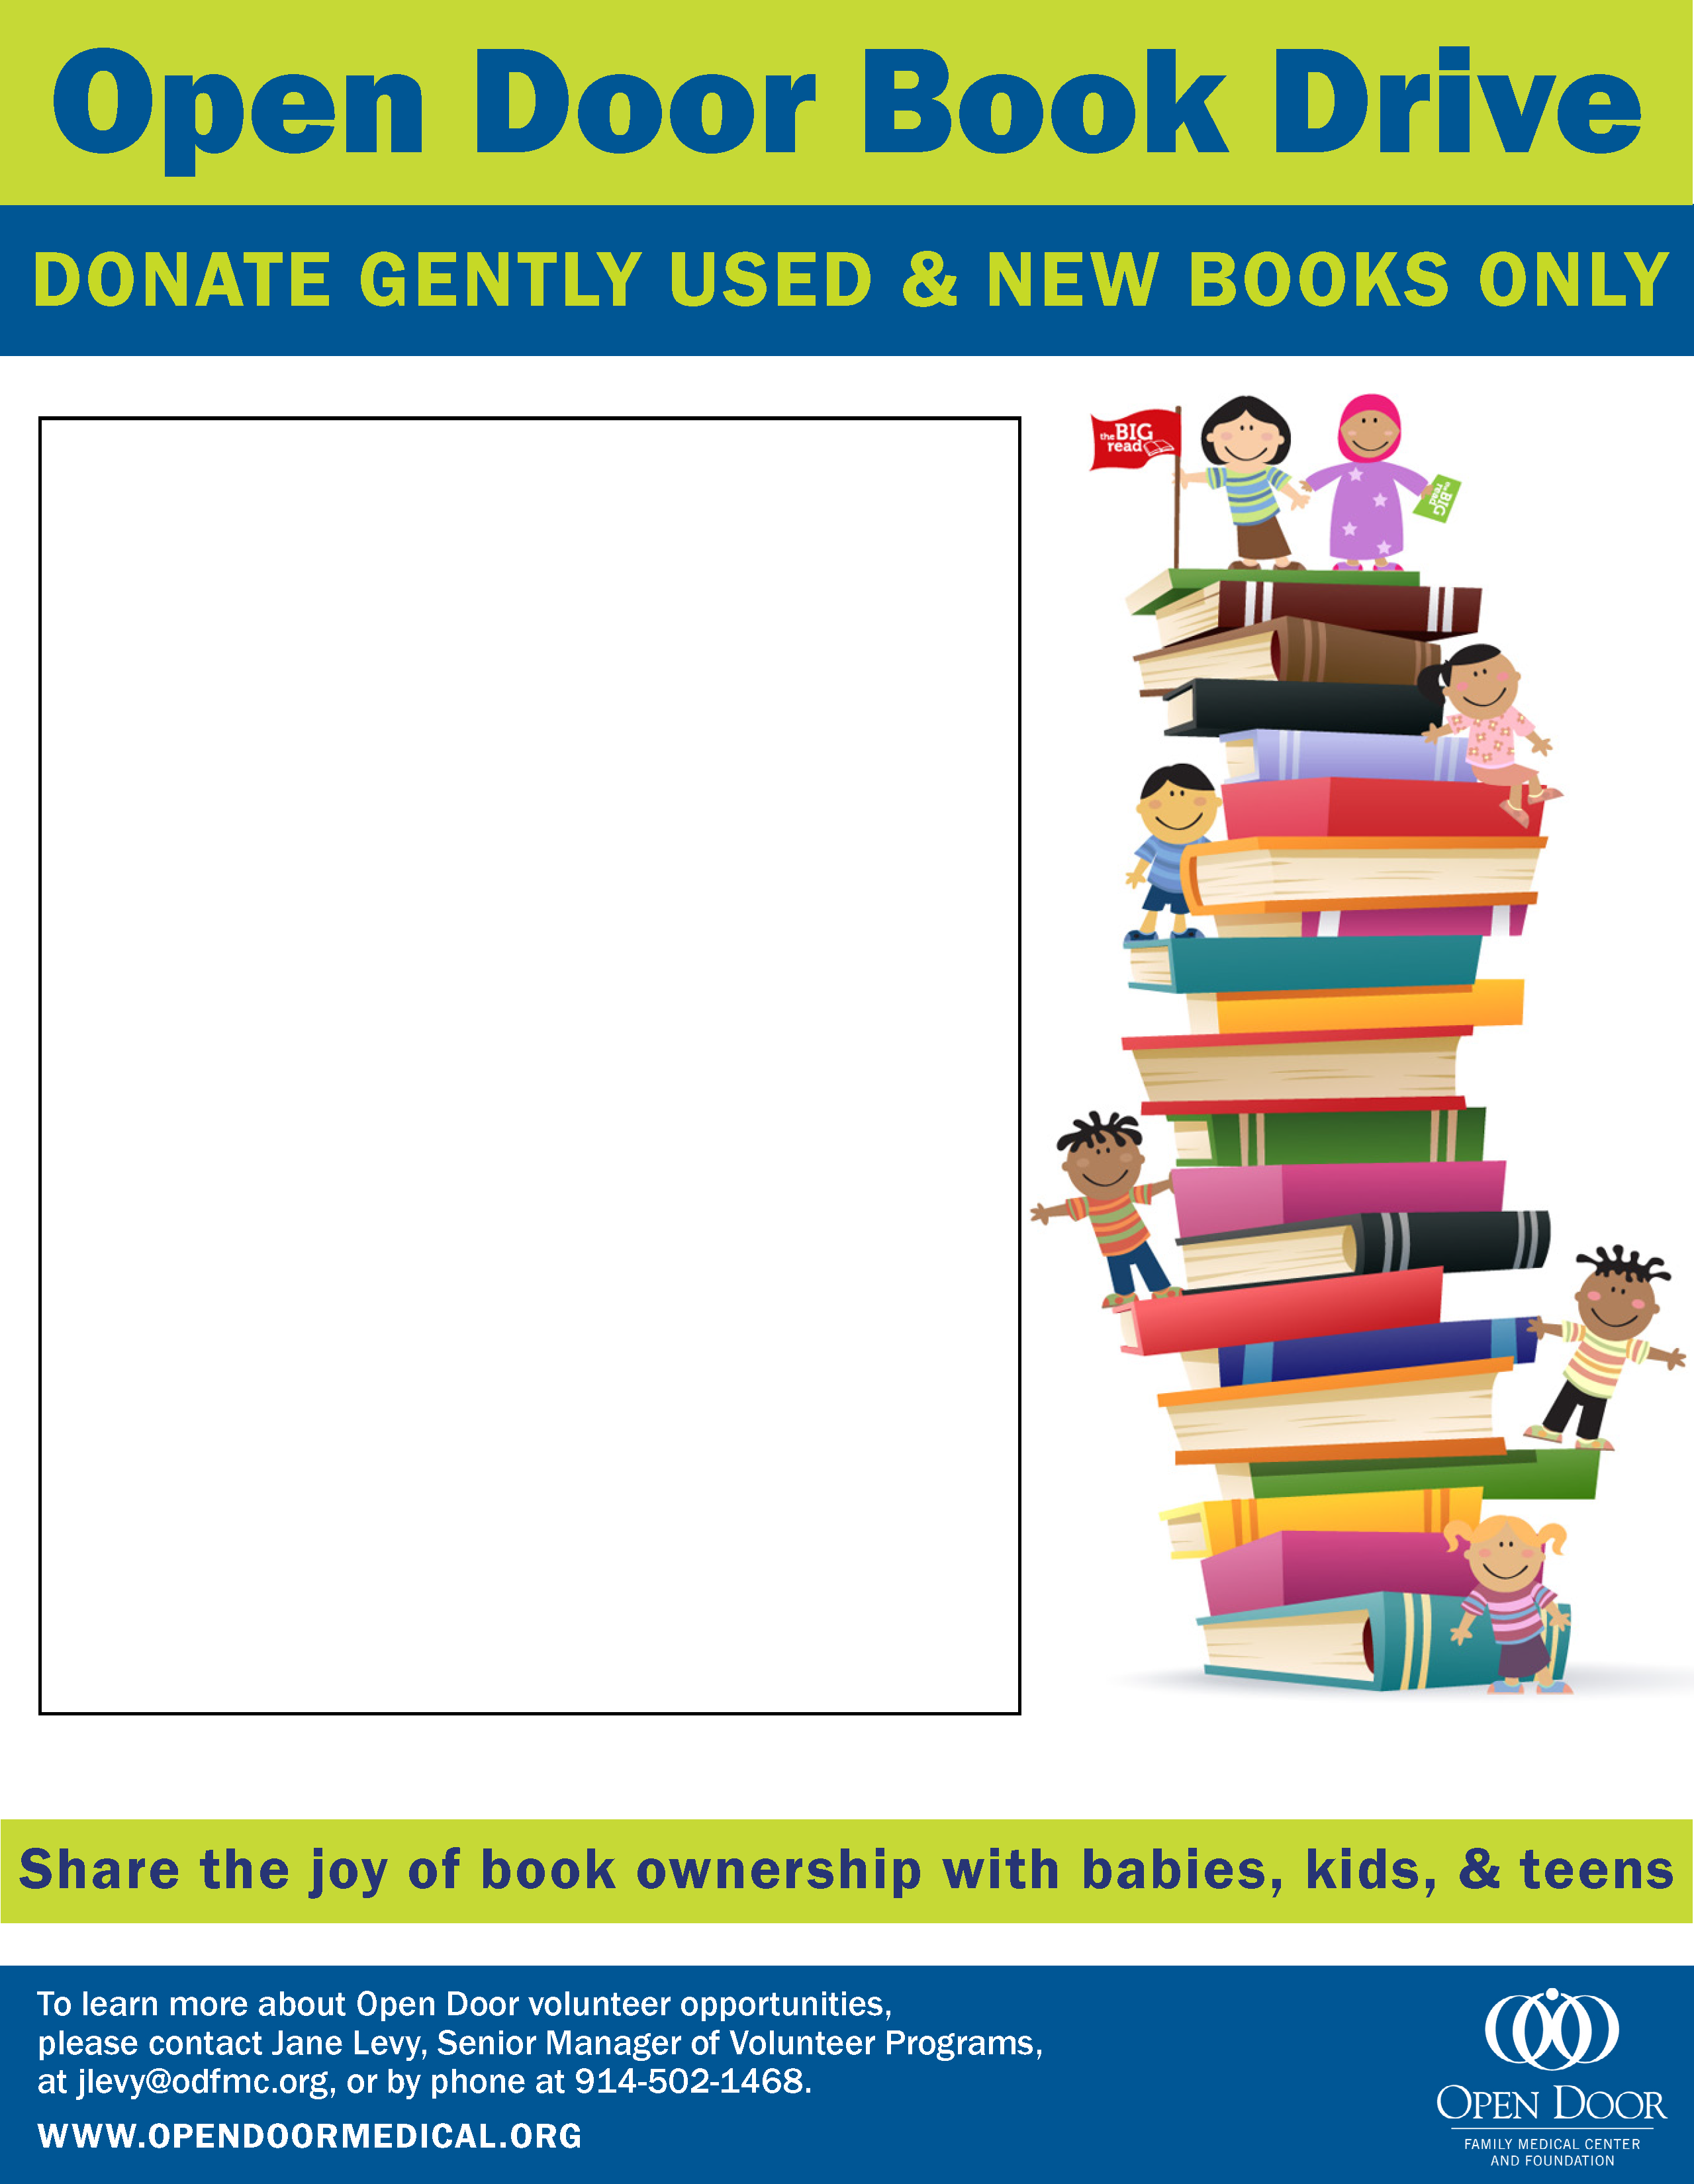 Open Door Book Drive
DONATE GENTLY USED & NEW BOOKS ONLY
the BIG
read
the BIG
read
Share the joy of book ownership with babies, kids, & teens
To learn more about Open Door volunteer opportunities,
please contact Jane Levy, Senior Manager of Volunteer Programs,
at jlevy@odfmc.org, or by phone at 914-502-1468.
WWW.OPENDOORMEDICAL.ORG
OPEN DOOR
FAMILY MEDICAL CENTER
AND FOUNDATION